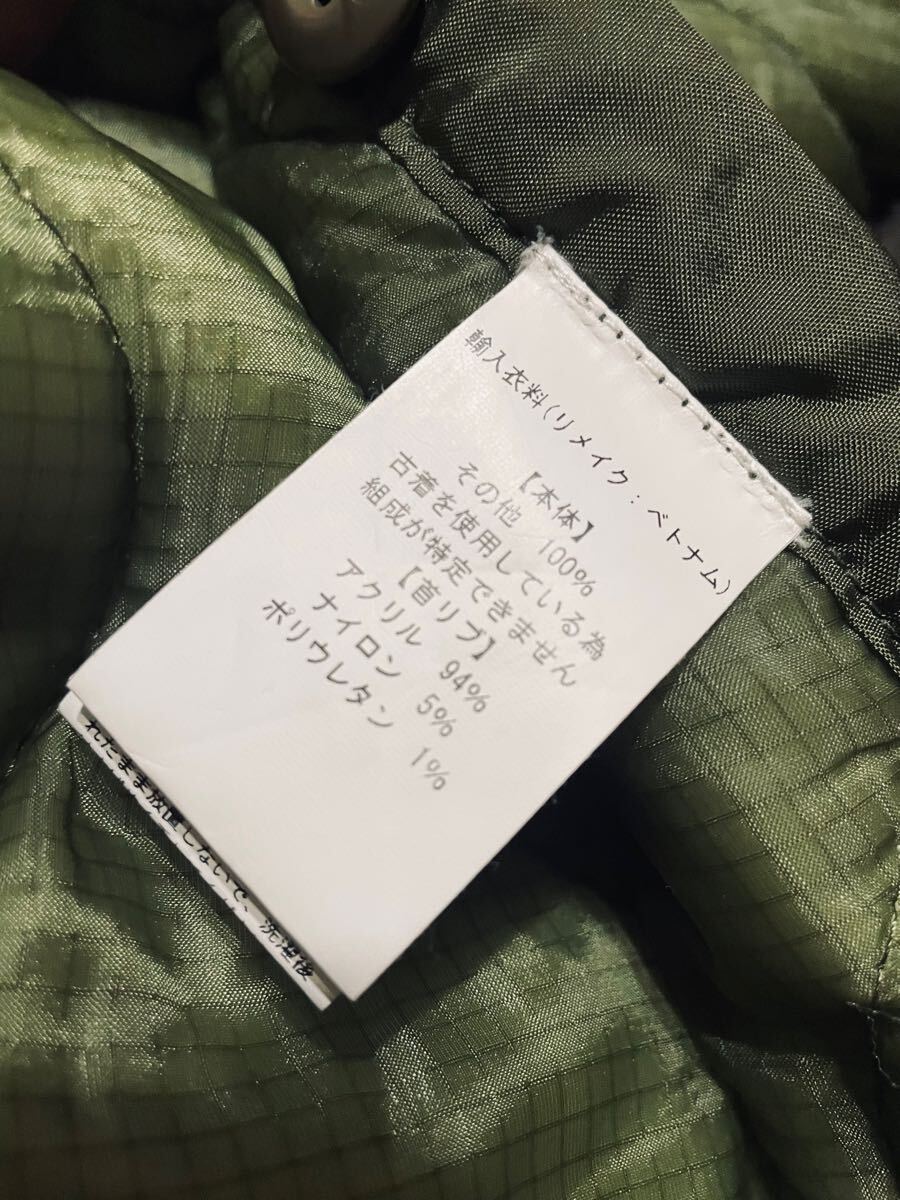 輸入衣料(リメイク:ベトナム)
【本体】
その他 100%
古着を使用している為
組成が特定できません
【首リブ】
アクリル 94%
ナイロン 5%
ポリウレタン 1%
れたまま放置しないで、洗濯後